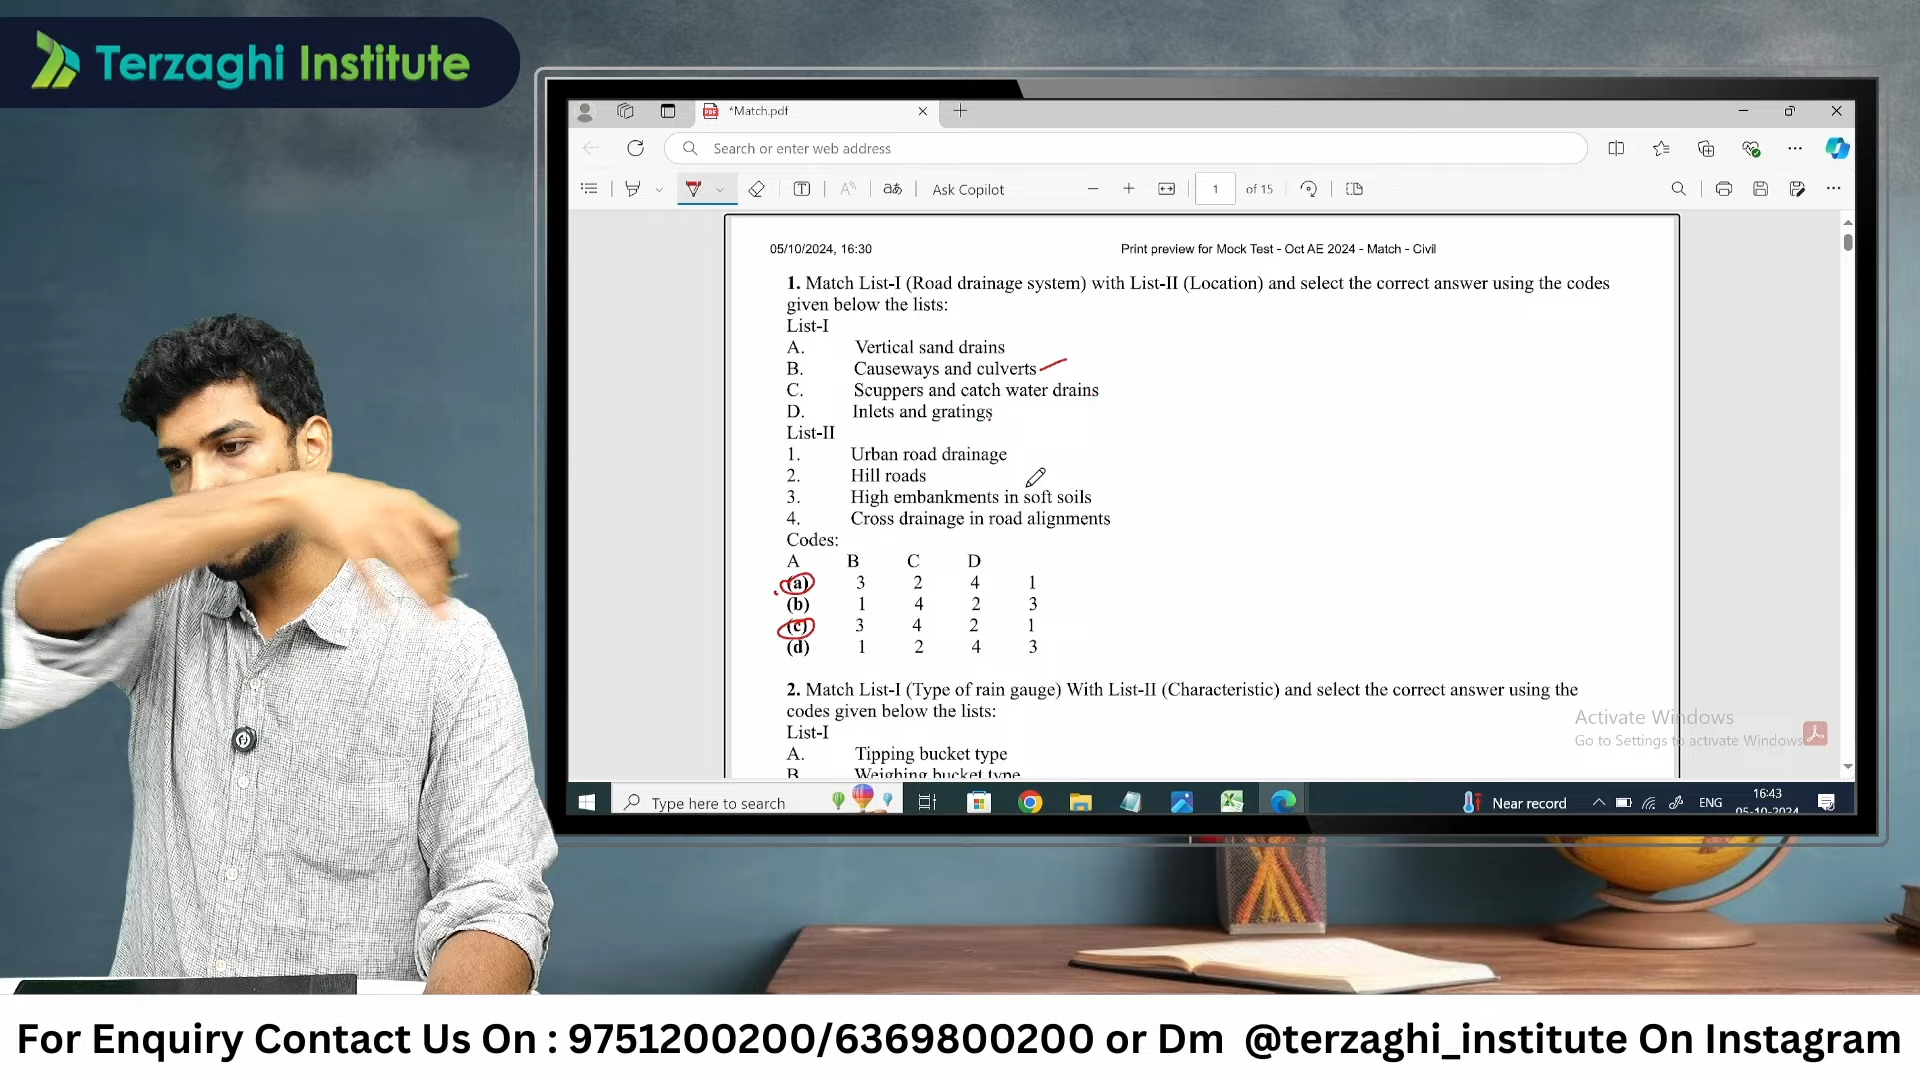 Terzaghi Institute
*Match.pdf
Search or enter web address
Ask Copilot
1 of 15
05/10/2024, 16:30 Print preview for Mock Test - Oct AE 2024 - Match - Civil
1. Match List-I (Road drainage system) with List-II (Location) and select the correct answer using the codes
given below the lists:
List-I
A. Vertical sand drains
B. Causeways and culverts
C. Scuppers and catch water drains
D. Inlets and gratings
List-II
1. Urban road drainage
2. Hill roads
3. High embankments in soft soils
4. Cross drainage in road alignments
Codes:
A B C D
(a) 3 2 4 1
(b) 1 4 2 3
(c) 3 4 2 1
(d) 1 2 4 3
2. Match List-I (Type of rain gauge) With List-II (Characteristic) and select the correct answer using the
codes given below the lists:
List-I
A. Tipping bucket type
B. Weighing bucket type
Activate Windows
Go to Settings to activate Windows
Type here to search
Near record
ENG
16:43
05-10-2024
For Enquiry Contact Us On : 9751200200/6369800200 or Dm @terzaghi_institute On Instagram